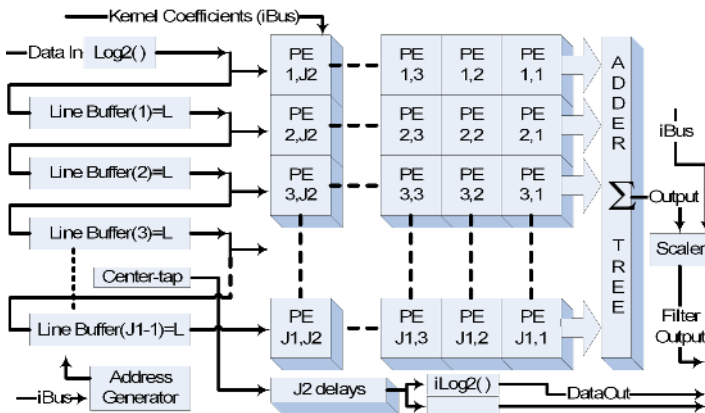 Kernel Coefficients (iBus)
Data In
Log2()
PE
1,J2
PE
1,3
PE
1,2
PE
1,1
Line Buffer(1)=L
PE
2,J2
PE
2,3
PE
2,2
PE
2,1
Line Buffer(2)=L
PE
3,J2
PE
3,3
PE
3,2
PE
3,1
Line Buffer(3)=L
Center-tap
Line Buffer(J1-1)=L
PE
J1,J2
PE
J1,3
PE
J1,2
PE
J1,1
ADDER
Σ
TREE
iBus
Output
Scaler
Filter
Output
iBus
Address
Generator
J2 delays
iLog2()
DataOut